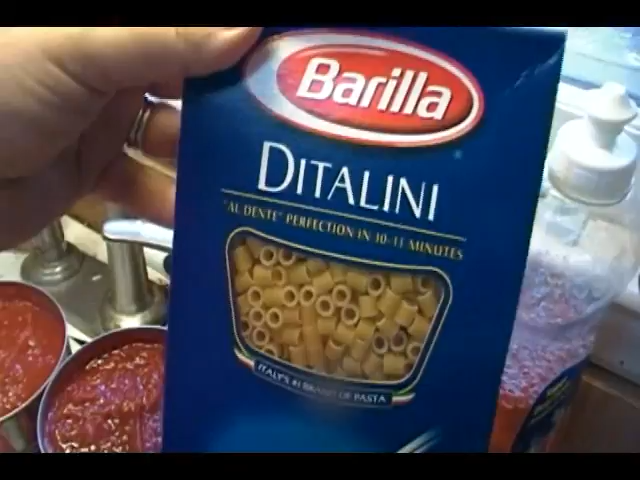 Barilla
DITALINI
"AL DENTE" PERFECTION IN 10-11 MINUTES
ITALY'S #1 BRAND OF PASTA